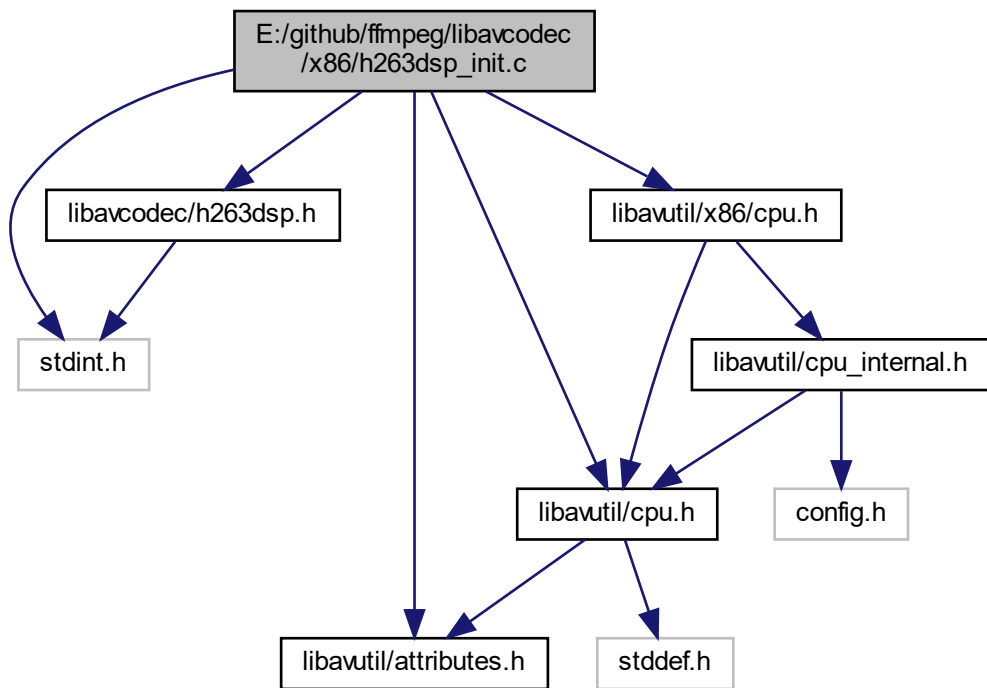 E:/github/ffmpeg/libavcodec
/x86/h263dsp_init.c
libavcodec/h263dsp.h
libavutil/x86/cpu.h
stdint.h
libavutil/cpu_internal.h
libavutil/cpu.h
config.h
libavutil/attributes.h
stddef.h